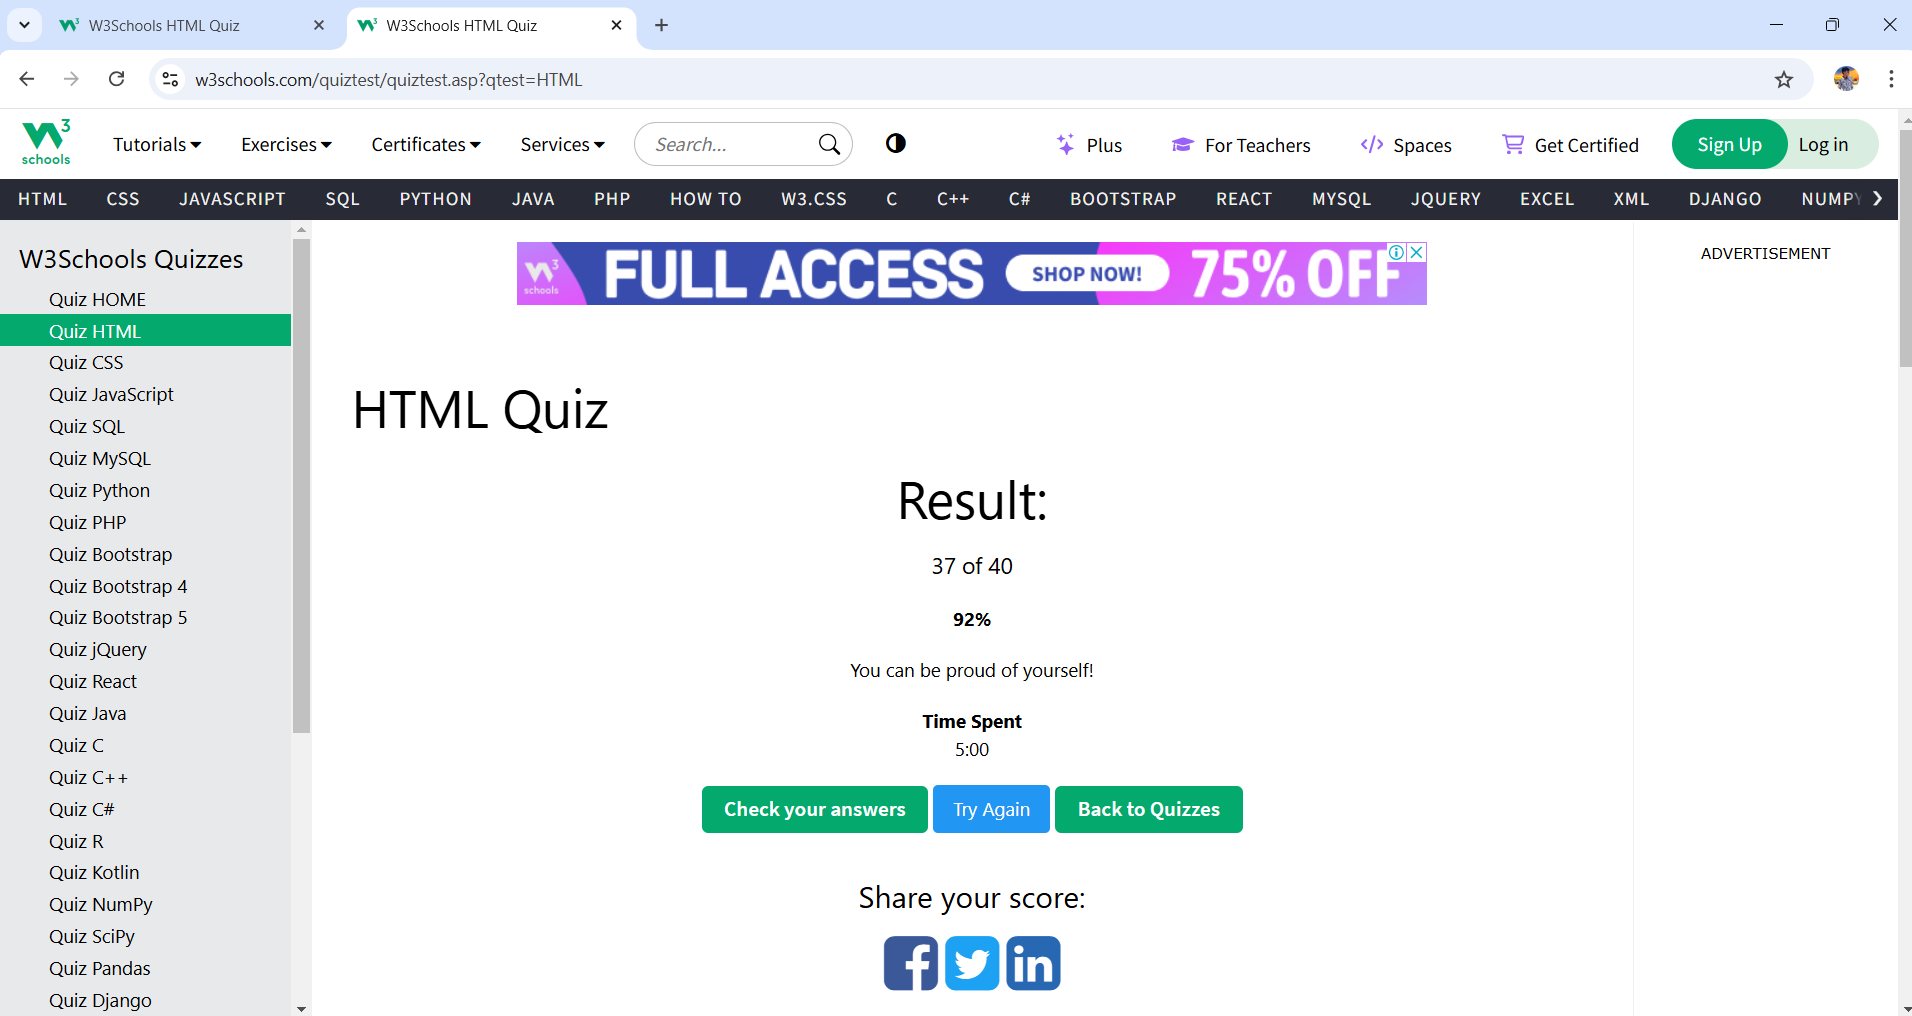 W3Schools HTML Quiz
W3Schools HTML Quiz
w3schools.com/quiztest/quiztest.asp?qtest=HTML
W3 schools
Tutorials
Exercises
Certificates
Services
Search...
Plus
For Teachers
Spaces
Get Certified
Sign Up
Log in
HTML CSS JAVASCRIPT SQL PYTHON JAVA PHP HOW TO W3.CSS C C++ C# BOOTSTRAP REACT MYSQL JQUERY EXCEL XML DJANGO NUMPY
W3Schools Quizzes
Quiz HOME
Quiz HTML
Quiz CSS
Quiz JavaScript
Quiz SQL
Quiz MySQL
Quiz Python
Quiz PHP
Quiz Bootstrap
Quiz Bootstrap 4
Quiz Bootstrap 5
Quiz jQuery
Quiz React
Quiz Java
Quiz C
Quiz C++
Quiz C#
Quiz R
Quiz Kotlin
Quiz NumPy
Quiz SciPy
Quiz Pandas
Quiz Django
W3 schools FULL ACCESS SHOP NOW! 75% OFF
ADVERTISEMENT
HTML Quiz
Result:
37 of 40
92%
You can be proud of yourself!
Time Spent
5:00
Check your answers
Try Again
Back to Quizzes
Share your score:
f
in